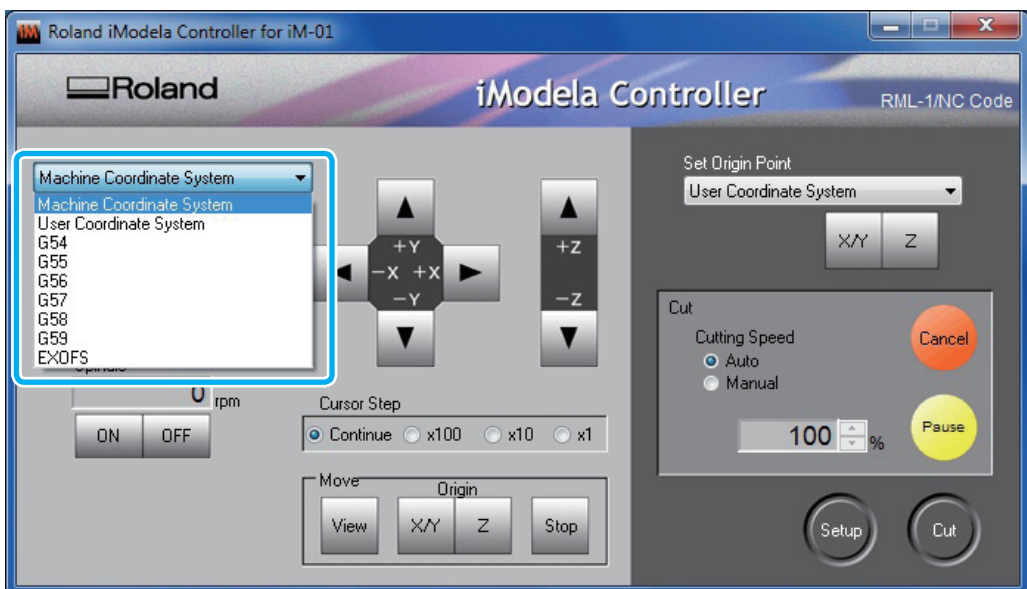 Roland iModela Controller for iM-01
Roland
iModela Controller
RML-1/NC Code
Machine Coordinate System
Machine Coordinate System
User Coordinate System
G54
G55
G56
G57
G58
G59
EXOFS
Spindle
0 rpm
ON OFF
+Y
-X +X
-Y
+Z
-Z
Cursor Step
Continue x100 x10 x1
Move
Origin
View X/Y Z Stop
Set Origin Point
User Coordinate System
X/Y Z
Cut
Cutting Speed
Auto
Manual
100 %
Cancel
Pause
Setup
Cut